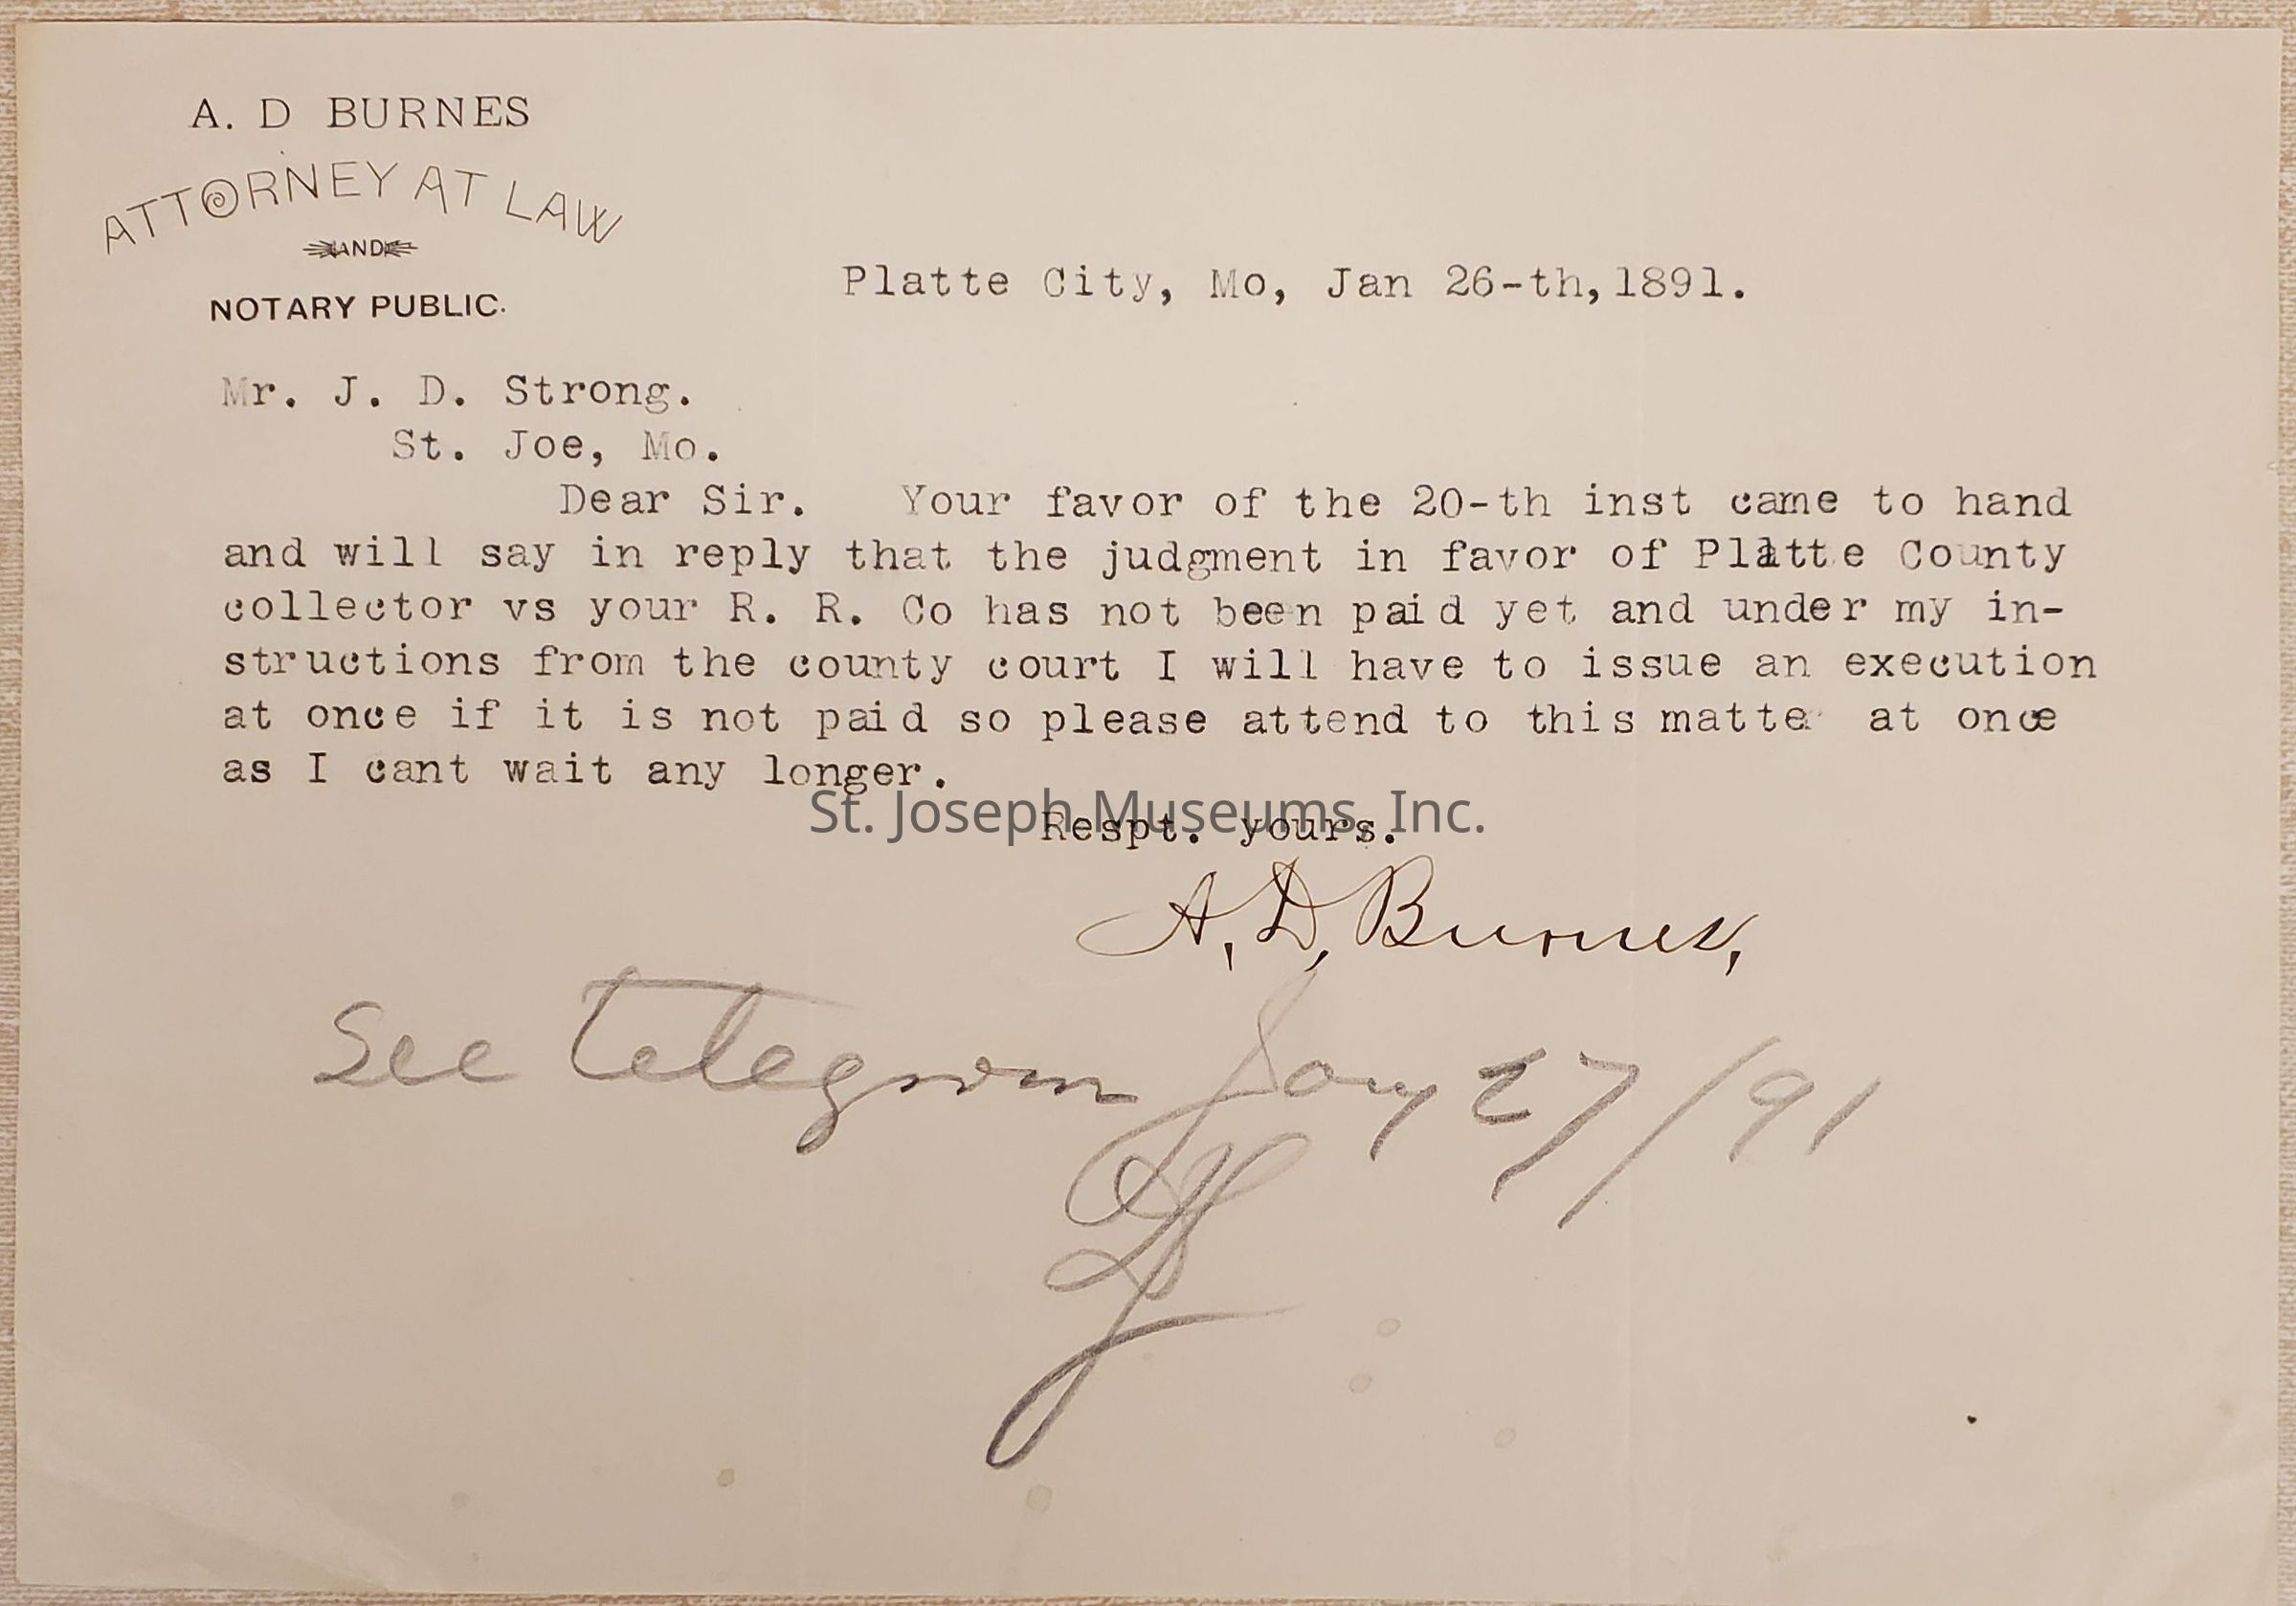 A. D BURNES
ATTORNEY AT LAW
AND
NOTARY PUBLIC.
Platte City, Mo, Jan 26-th, 1891.
Mr. J. D. Strong.
St. Joe, Mo.
Dear Sir. Your favor of the 20-th inst came to hand
and will say in reply that the judgment in favor of Platte County
collector vs your R. R. Co has not been paid yet and under my in-
structions from the county court I will have to issue an execution
at once if it is not paid so please attend to this matter at once
as I cant wait any longer.
St. Joseph Museums, Inc.
Respt. yours.
A. D. Burnes,
See telegram Jany 27/91